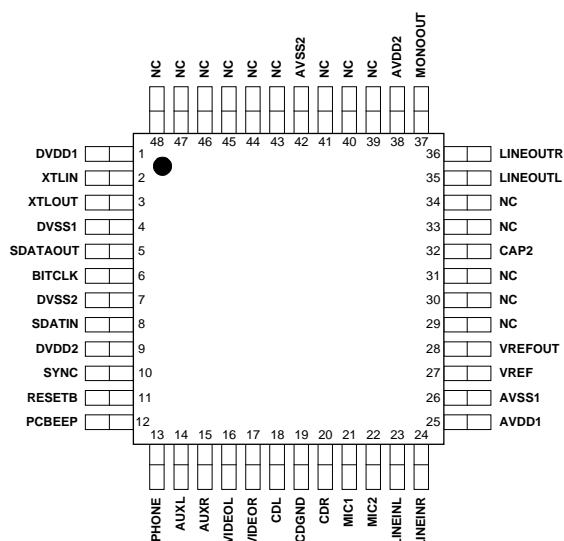 NC
NC
NC
NC
NC
NC
AVSS2
NC
NC
NC
AVDD2
MONOOUT
48 47 46 45 44 43 42 41 40 39 38 37
DVDD1 1 36 LINEOUTR
XTLIN 2 35 LINEOUTL
XTLOUT 3 34 NC
DVSS1 4 33 NC
SDATAOUT 5 32 CAP2
BITCLK 6 31 NC
DVSS2 7 30 NC
SDATIN 8 29 NC
DVDD2 9 28 VREFOUT
SYNC 10 27 VREF
RESETB 11 26 AVSS1
PCBEEP 12 25 AVDD1
13 14 15 16 17 18 19 20 21 22 23 24
PHONE
AUXL
AUXR
VIDEOL
VIDEOR
CDL
CDGND
CDR
MIC1
MIC2
LINEINL
LINEINR